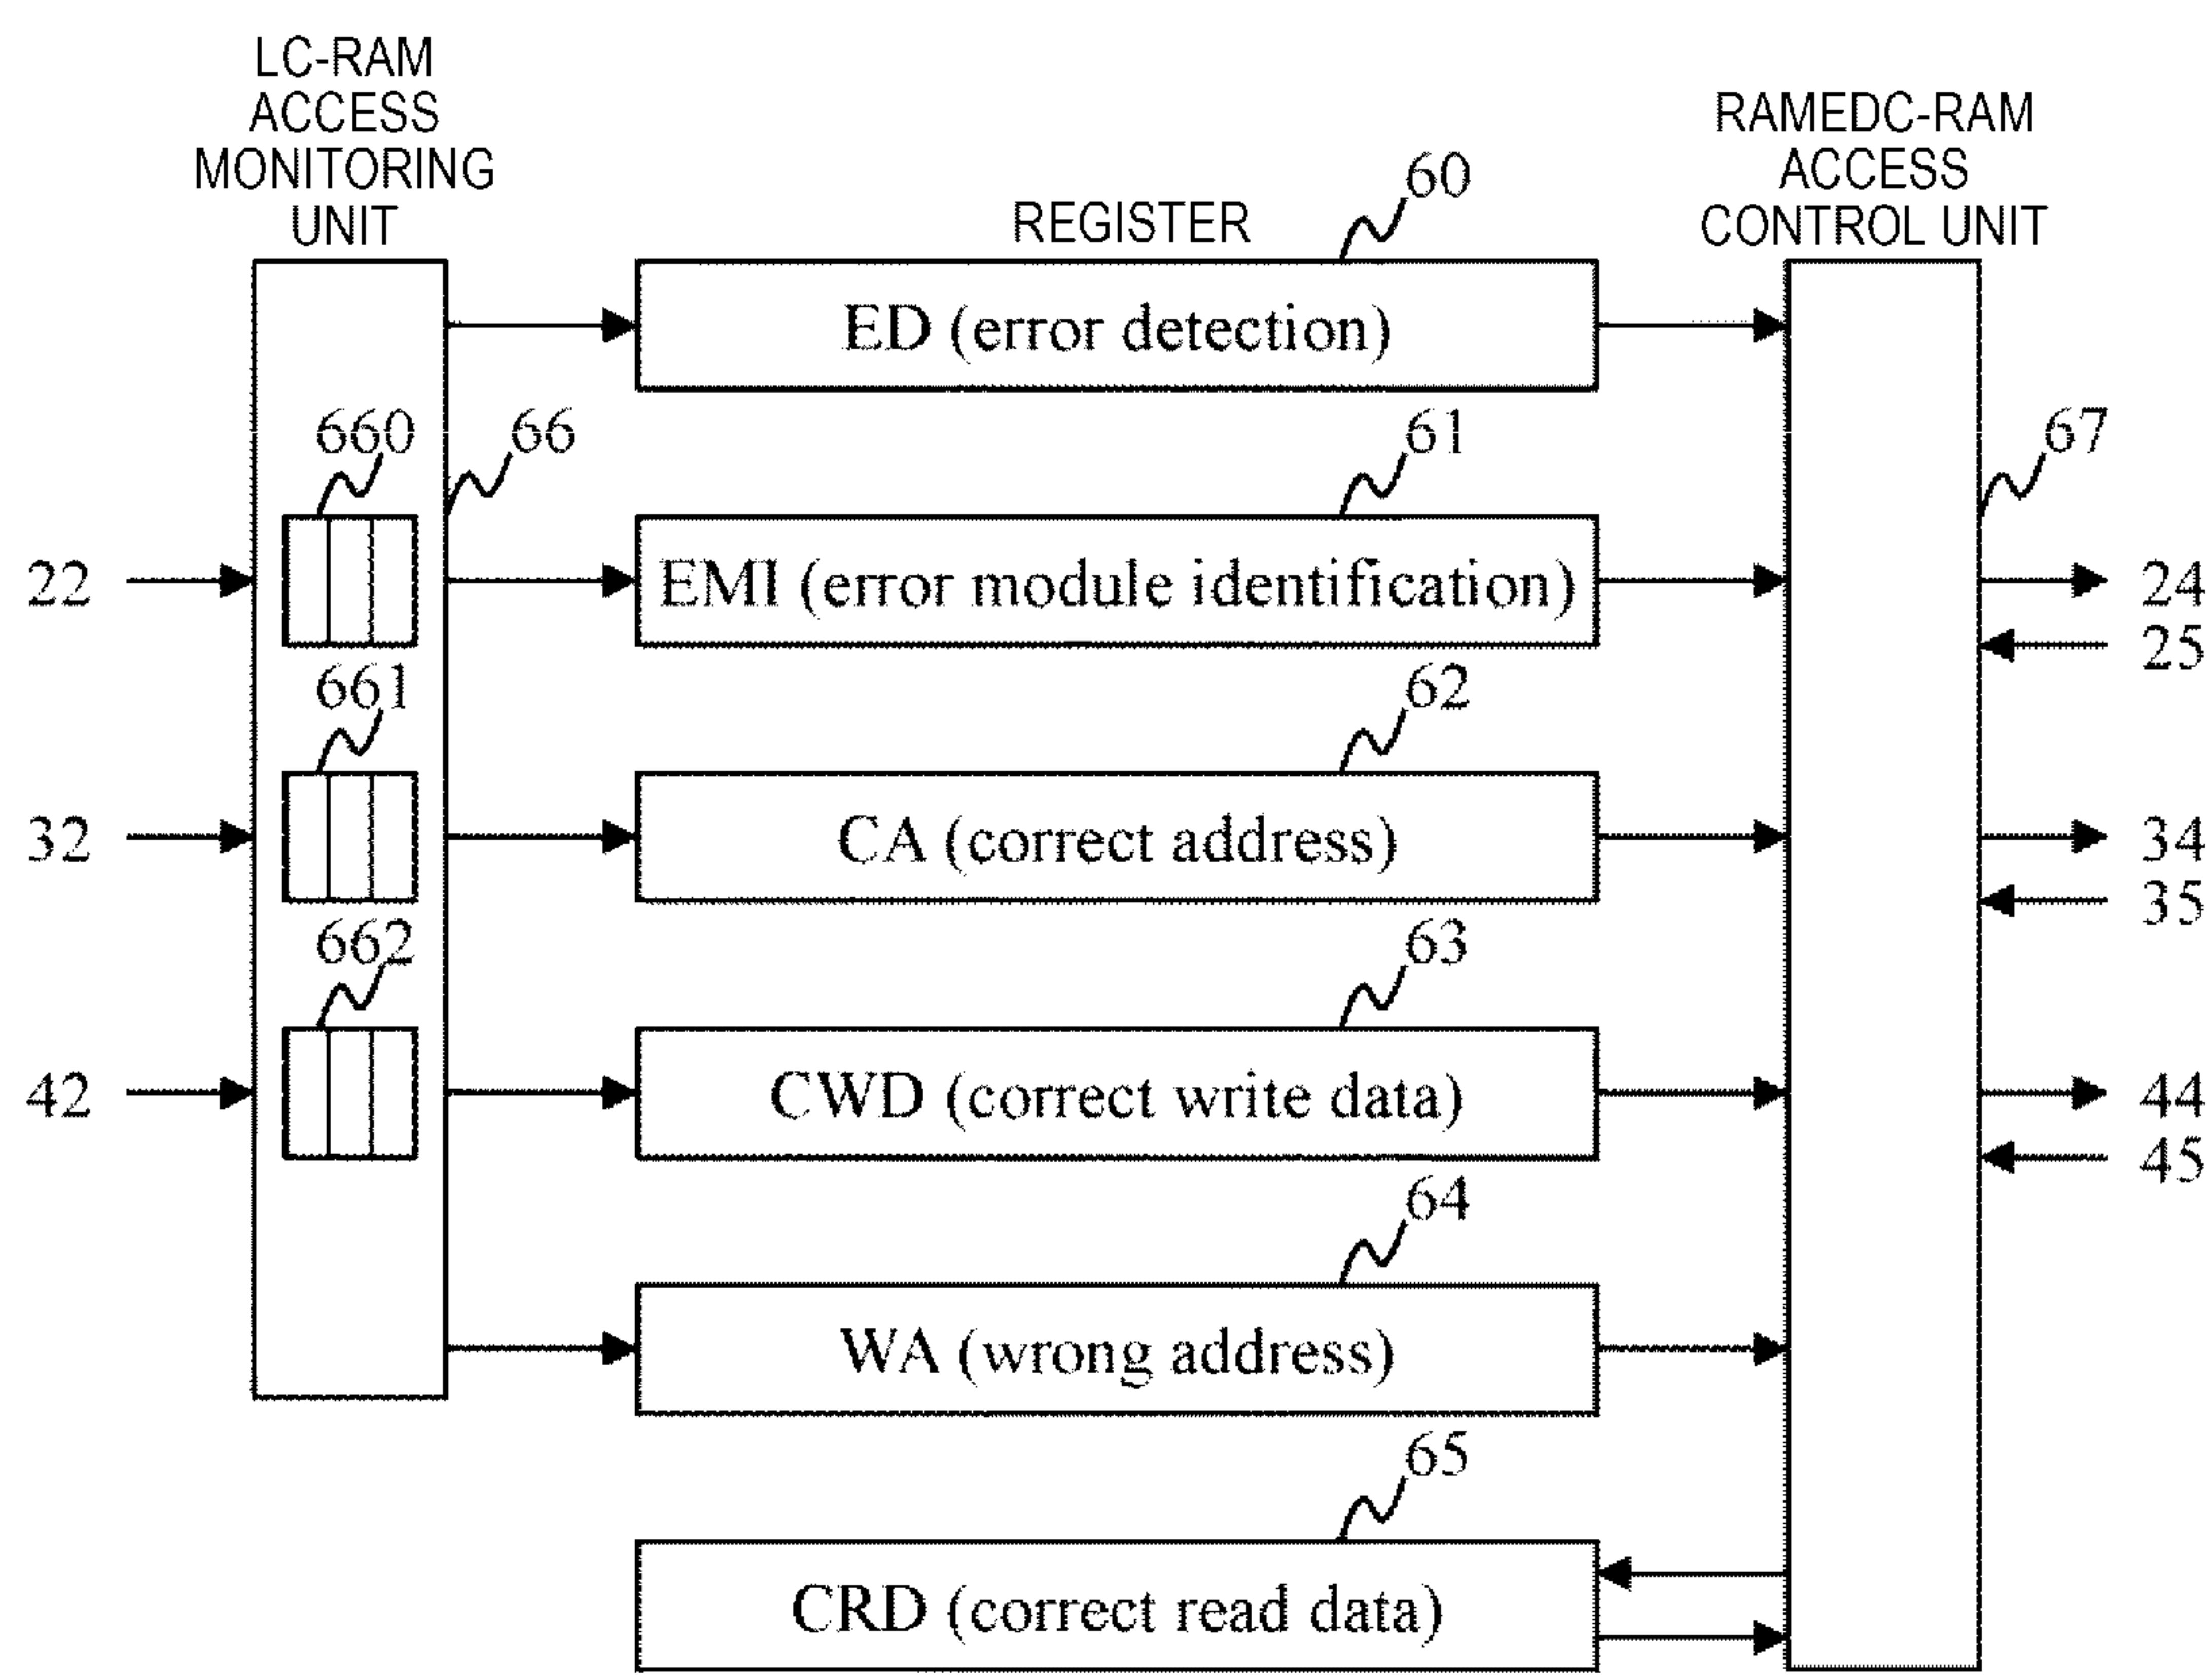 LC-RAM
ACCESS
MONITORING
UNIT
REGISTER
RAMEDC-RAM
ACCESS
CONTROL UNIT
60
ED (error detection)
660
66
61
67
22
EMI (error module identification)
24
25
661
62
32
CA (correct address)
34
35
662
63
42
CWD (correct write data)
44
45
64
WA (wrong address)
65
CRD (correct read data)